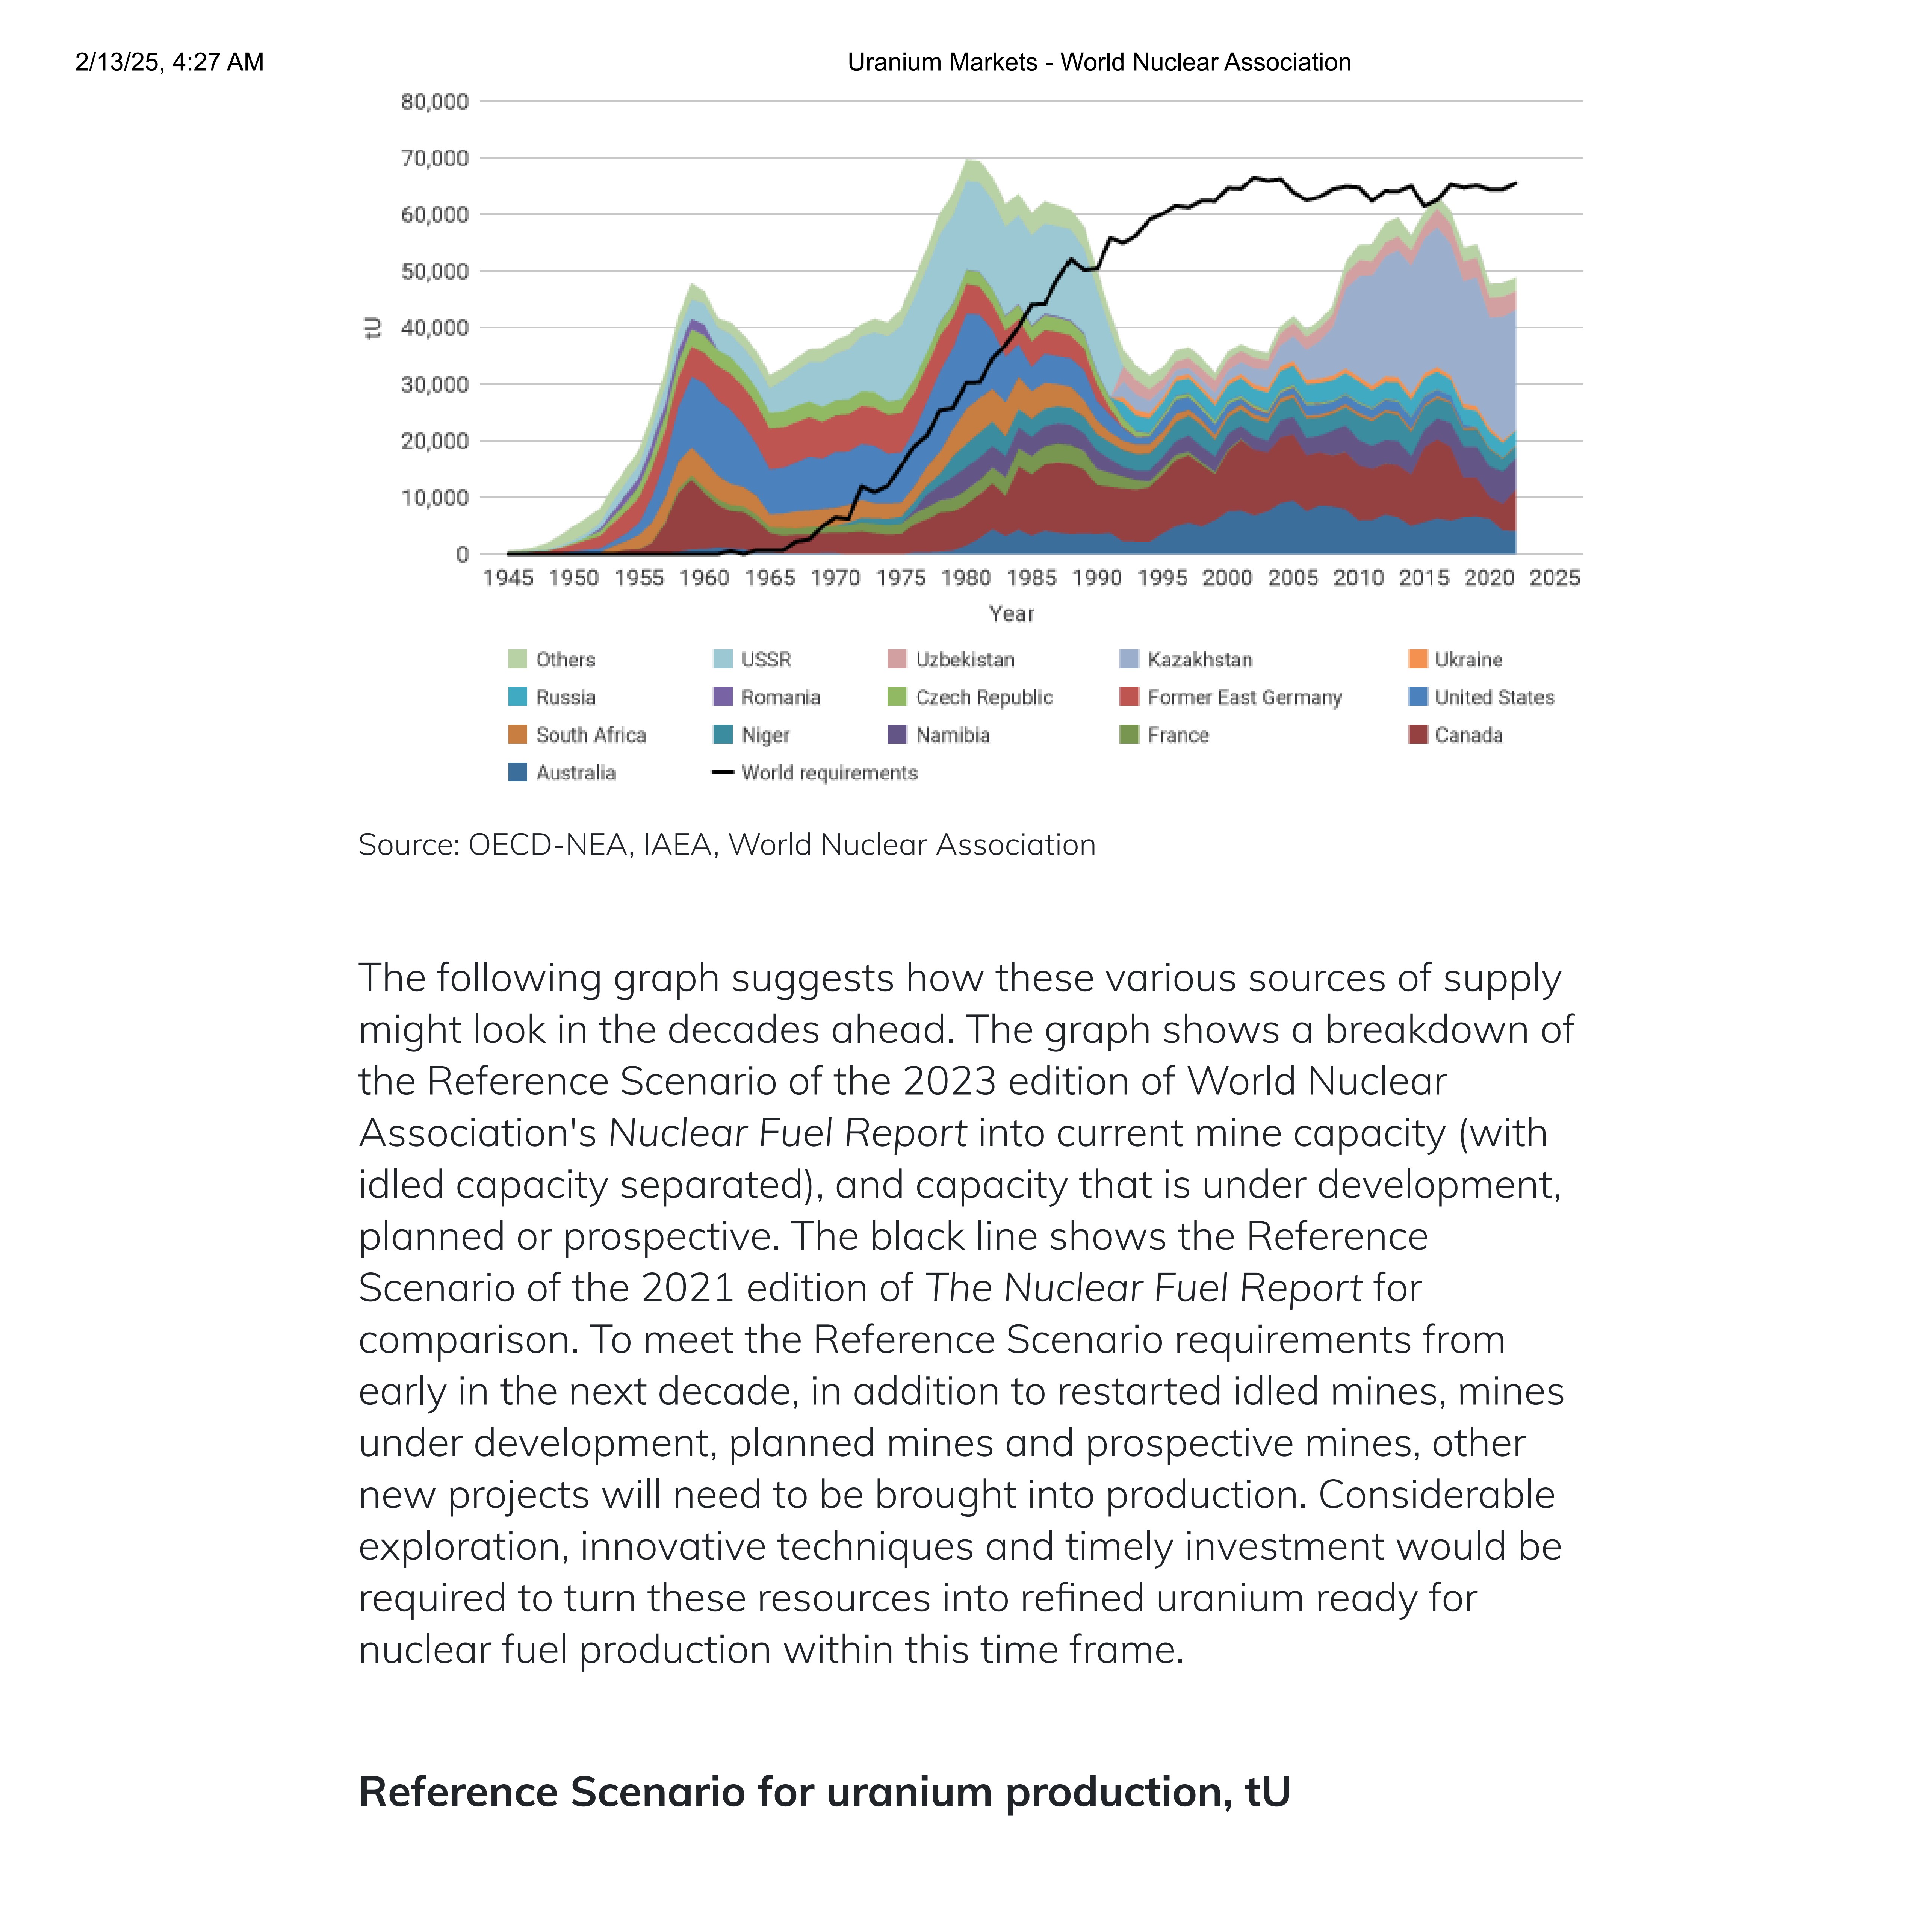 2/13/25, 4:27 AM Uranium Markets - World Nuclear Association
80,000
70,000
60,000
50,000
40,000
30,000
20,000
10,000
0
tU
1945 1950 1955 1960 1965 1970 1975 1980 1985 1990 1995 2000 2005 2010 2015 2020 2025
Year
Others USSR Uzbekistan Kazakhstan Ukraine
Russia Romania Czech Republic Former East Germany United States
South Africa Niger Namibia France Canada
Australia World requirements
Source: OECD-NEA, IAEA, World Nuclear Association
The following graph suggests how these various sources of supply
might look in the decades ahead. The graph shows a breakdown of
the Reference Scenario of the 2023 edition of World Nuclear
Association's Nuclear Fuel Report into current mine capacity (with
idled capacity separated), and capacity that is under development,
planned or prospective. The black line shows the Reference
Scenario of the 2021 edition of The Nuclear Fuel Report for
comparison. To meet the Reference Scenario requirements from
early in the next decade, in addition to restarted idled mines, mines
under development, planned mines and prospective mines, other
new projects will need to be brought into production. Considerable
exploration, innovative techniques and timely investment would be
required to turn these resources into refined uranium ready for
nuclear fuel production within this time frame.
Reference Scenario for uranium production, tU